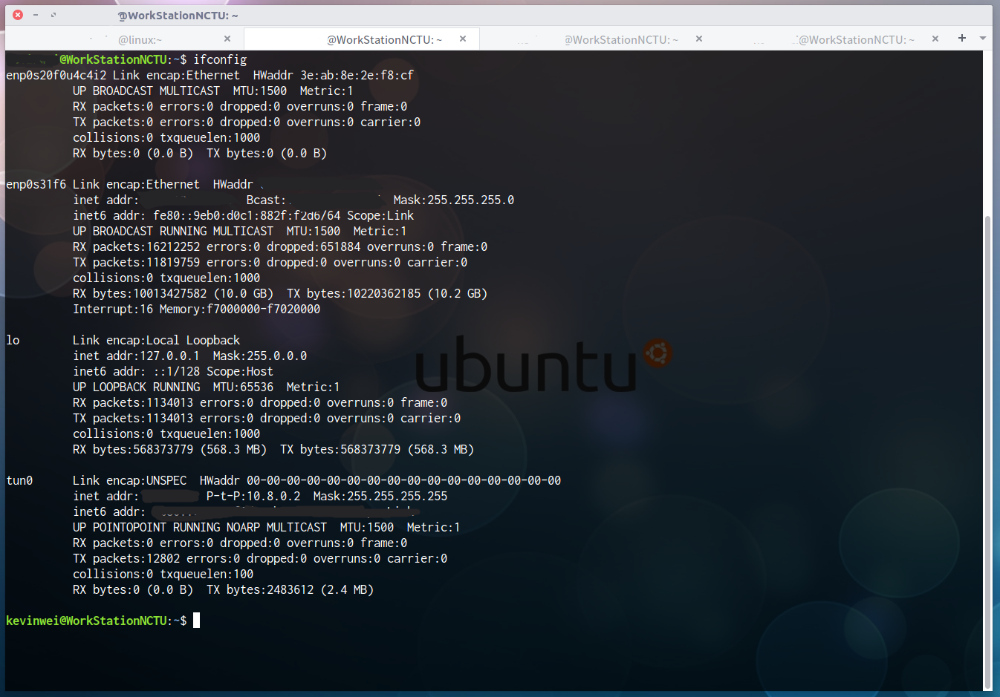 @WorkStationNCTU: ~
@linux:~ @WorkStationNCTU: ~ @WorkStationNCTU: ~ @WorkStationNCTU: ~
@WorkStationNCTU:~$ ifconfig
enp0s20f0u4c4i2 Link encap:Ethernet  HWaddr 3e:ab:8e:2e:f8:cf
UP BROADCAST MULTICAST  MTU:1500  Metric:1
RX packets:0 errors:0 dropped:0 overruns:0 frame:0
TX packets:0 errors:0 dropped:0 overruns:0 carrier:0
collisions:0 txqueuelen:1000
RX bytes:0 (0.0 B)  TX bytes:0 (0.0 B)
enp0s31f6 Link encap:Ethernet  HWaddr
inet addr: Bcast: Mask:255.255.255.0
inet6 addr: fe80::9eb0:d0c1:882f:f2d6/64 Scope:Link
UP BROADCAST RUNNING MULTICAST  MTU:1500  Metric:1
RX packets:16212252 errors:0 dropped:651884 overruns:0 frame:0
TX packets:11819759 errors:0 dropped:0 overruns:0 carrier:0
collisions:0 txqueuelen:1000
RX bytes:10013427582 (10.0 GB)  TX bytes:10220362185 (10.2 GB)
Interrupt:16 Memory:f7000000-f7020000
lo Link encap:Local Loopback
inet addr:127.0.0.1  Mask:255.0.0.0
inet6 addr: ::1/128 Scope:Host
UP LOOPBACK RUNNING  MTU:65536  Metric:1
RX packets:1134013 errors:0 dropped:0 overruns:0 frame:0
TX packets:1134013 errors:0 dropped:0 overruns:0 carrier:0
collisions:0 txqueuelen:1000
RX bytes:568373779 (568.3 MB)  TX bytes:568373779 (568.3 MB)
ubuntu
tun0 Link encap:UNSPEC  HWaddr 00-00-00-00-00-00-00-00-00-00-00-00-00-00-00-00
inet addr: P-t-P:10.8.0.2  Mask:255.255.255.255
inet6 addr:
UP POINTOPOINT RUNNING NOARP MULTICAST  MTU:1500  Metric:1
RX packets:0 errors:0 dropped:0 overruns:0 frame:0
TX packets:12802 errors:0 dropped:0 overruns:0 carrier:0
collisions:0 txqueuelen:100
RX bytes:0 (0.0 B)  TX bytes:2483612 (2.4 MB)
kevinwei@WorkStationNCTU:~$